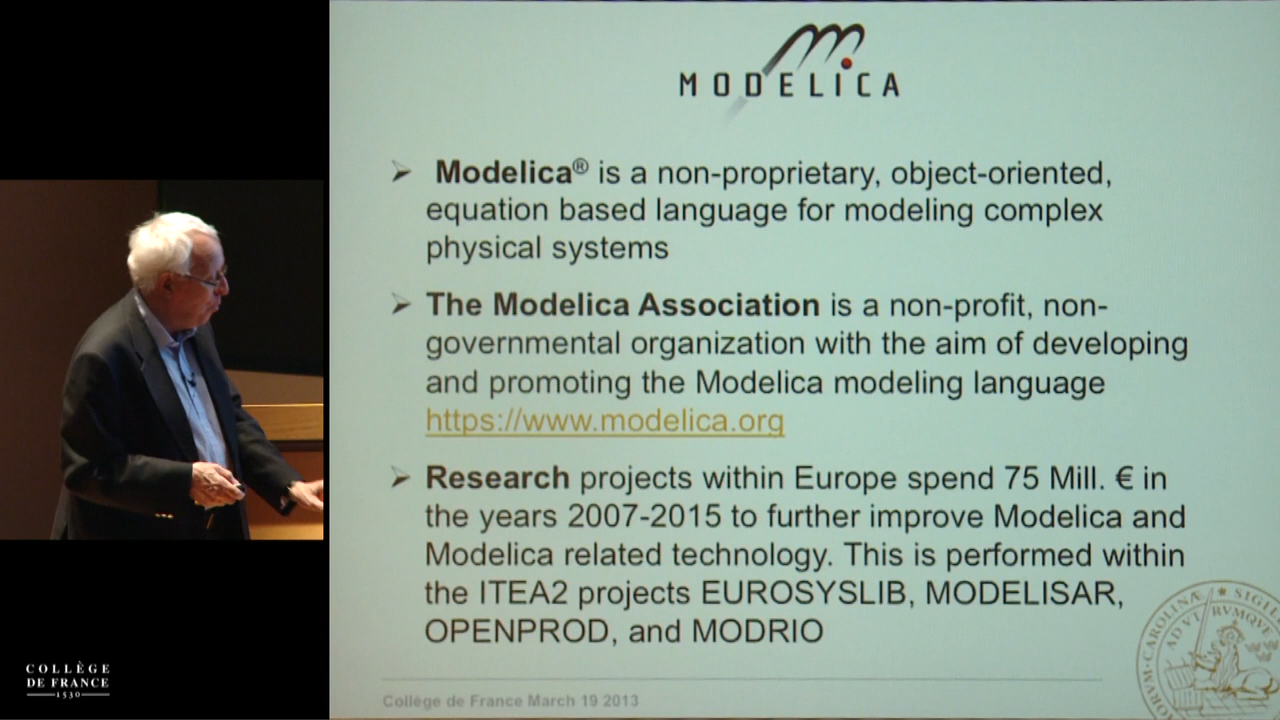 MODELICA
➢ Modelica® is a non-proprietary, object-oriented,
equation based language for modeling complex
physical systems
➢ The Modelica Association is a non-profit, non-
governmental organization with the aim of developing
and promoting the Modelica modeling language
https://www.modelica.org
➢ Research projects within Europe spend 75 Mill. € in
the years 2007-2015 to further improve Modelica and
Modelica related technology. This is performed within
the ITEA2 projects EUROSYSLIB, MODELISAR,
OPENPROD, and MODRIO
CAROLINÆ * SIGIL
AD VTRVMQVE
COLLÈGE
DE FRANCE
1530
Collège de France March 19 2013